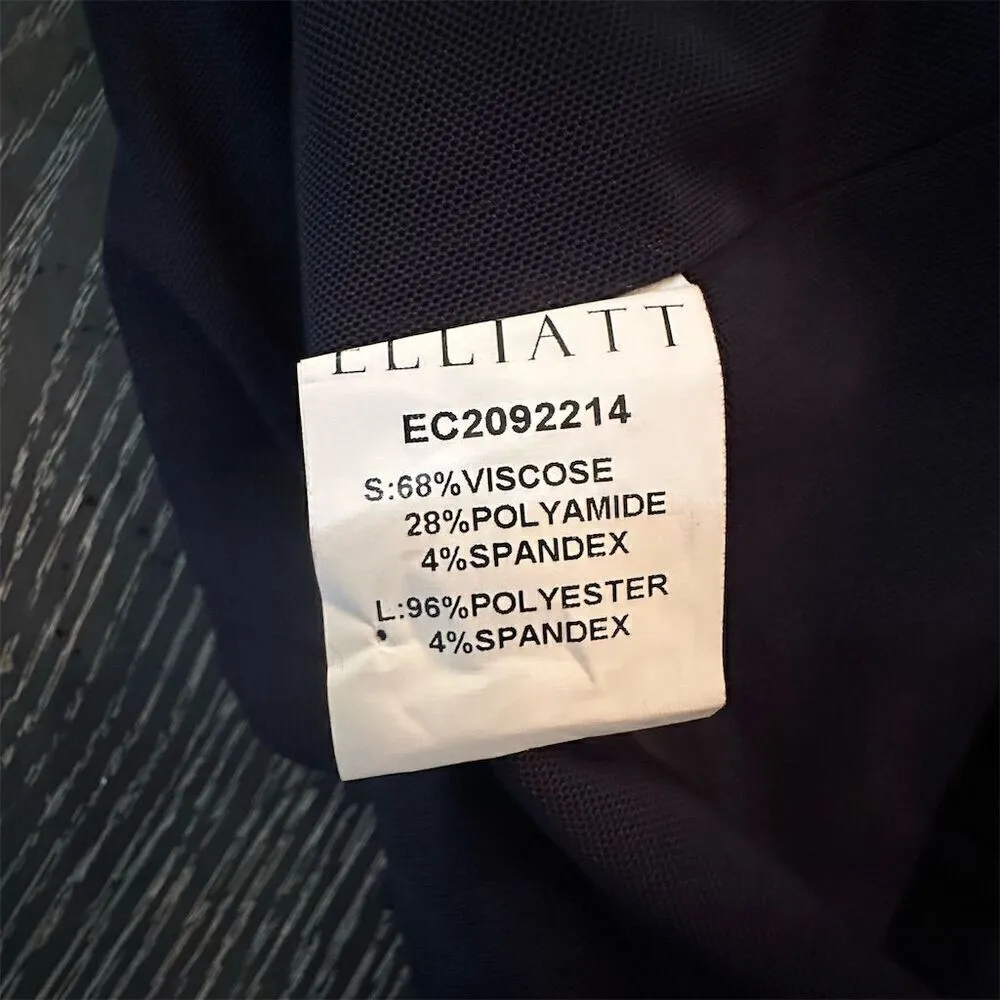 ELLIATT
EC2092214
S:68%VISCOSE
28%POLYAMIDE
4%SPANDEX
L:96%POLYESTER
4%SPANDEX